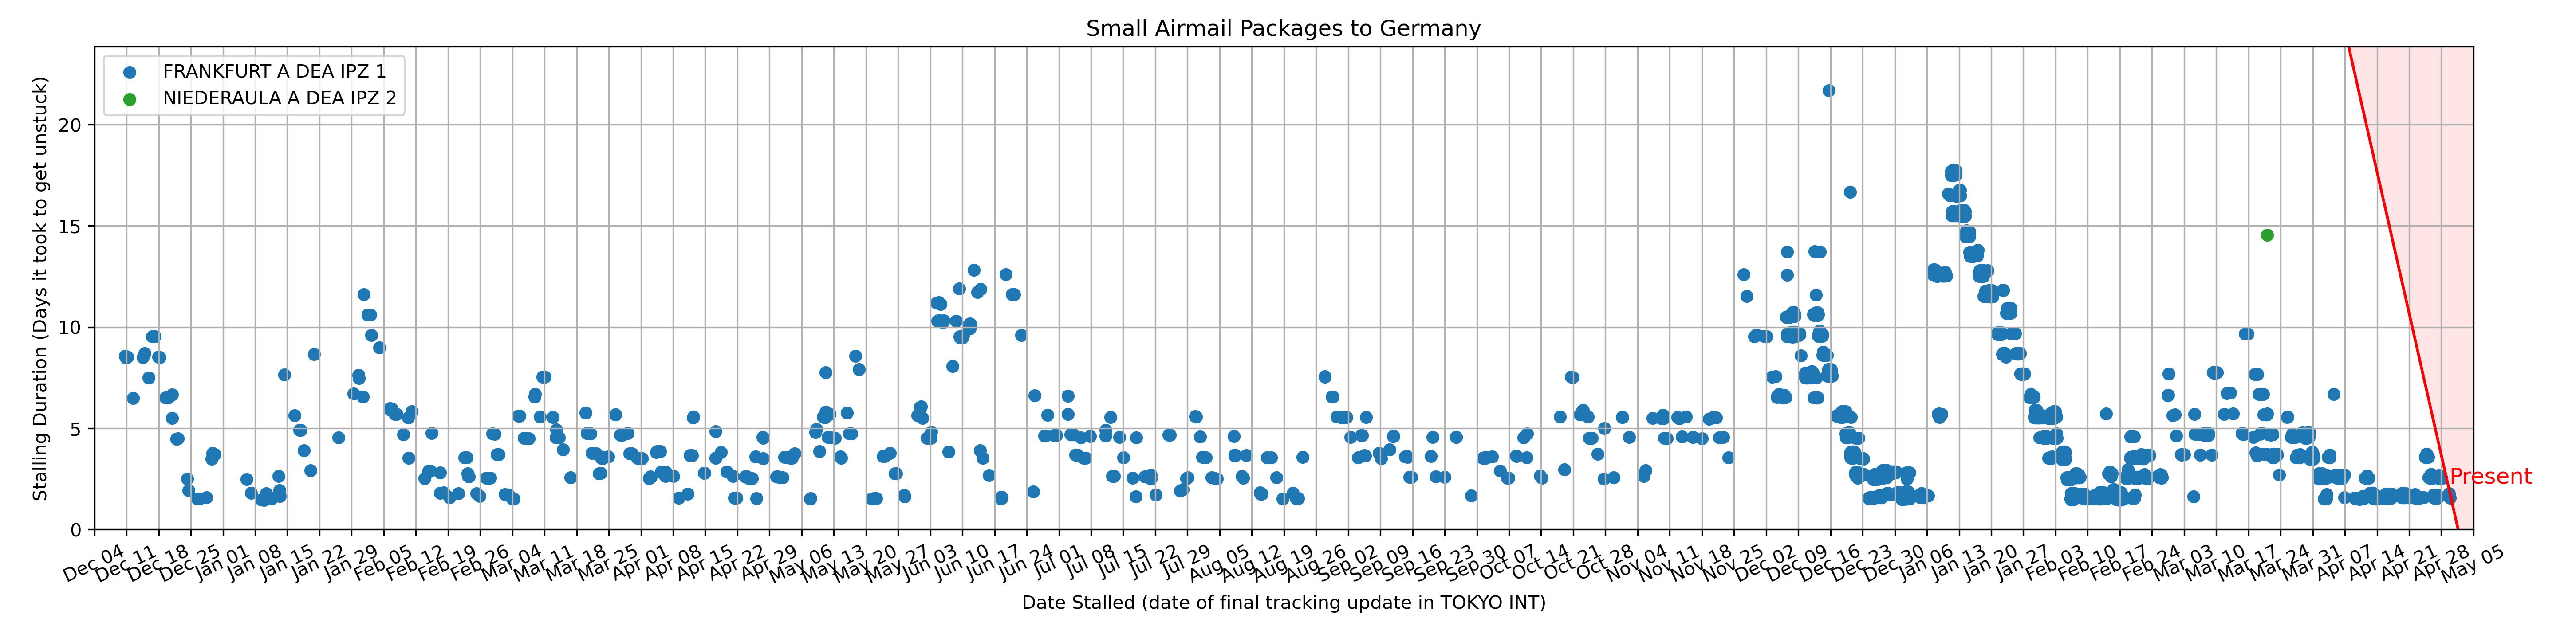 Small Airmail Packages to Germany
FRANKFURT A DEA IPZ 1
NIEDERAULA A DEA IPZ 2
Stalling Duration (Days it took to get unstuck)
20
15
10
5
0
Present
Dec 04 Dec 11 Dec 18 Dec 25 Jan 01 Jan 08 Jan 15 Jan 22 Jan 29 Feb 05 Feb 12 Feb 19 Feb 26 Mar 04 Mar 11 Mar 18 Mar 25 Apr 01 Apr 08 Apr 15 Apr 22 Apr 29 May 06 May 13 May 20 May 27 Jun 03 Jun 10 Jun 17 Jun 24 Jul 01 Jul 08 Jul 15 Jul 22 Jul 29 Aug 05 Aug 12 Aug 19 Aug 26 Sep 02 Sep 09 Sep 16 Sep 23 Sep 30 Oct 07 Oct 14 Oct 21 Oct 28 Nov 04 Nov 11 Nov 18 Nov 25 Dec 02 Dec 09 Dec 16 Dec 23 Dec 30 Jan 06 Jan 13 Jan 20 Jan 27 Feb 03 Feb 10 Feb 17 Feb 24 Mar 03 Mar 10 Mar 17 Mar 24 Mar 31 Apr 07 Apr 14 Apr 21 Apr 28 May 05
Date Stalled (date of final tracking update in TOKYO INT)